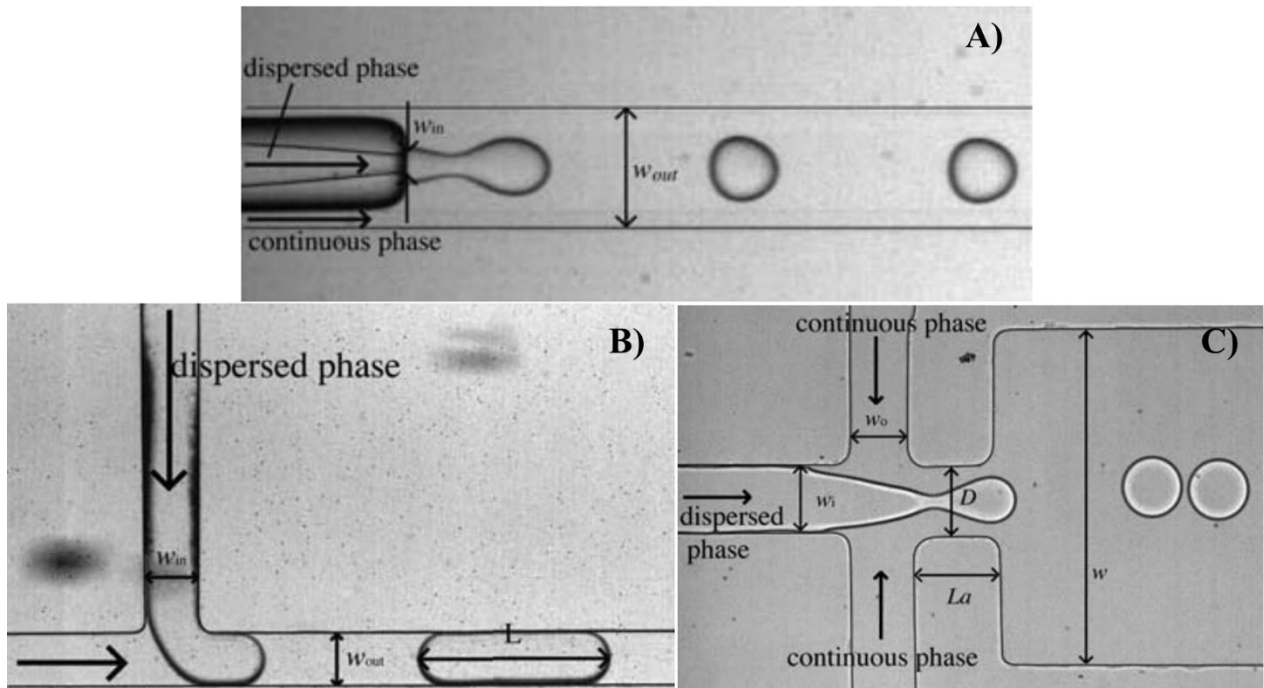 A)
dispersed phase
win
wout
continuous phase
B)
dispersed phase
win
wout
L
C)
continuous phase
wo
wi
D
dispersed
phase
w
La
continuous phase